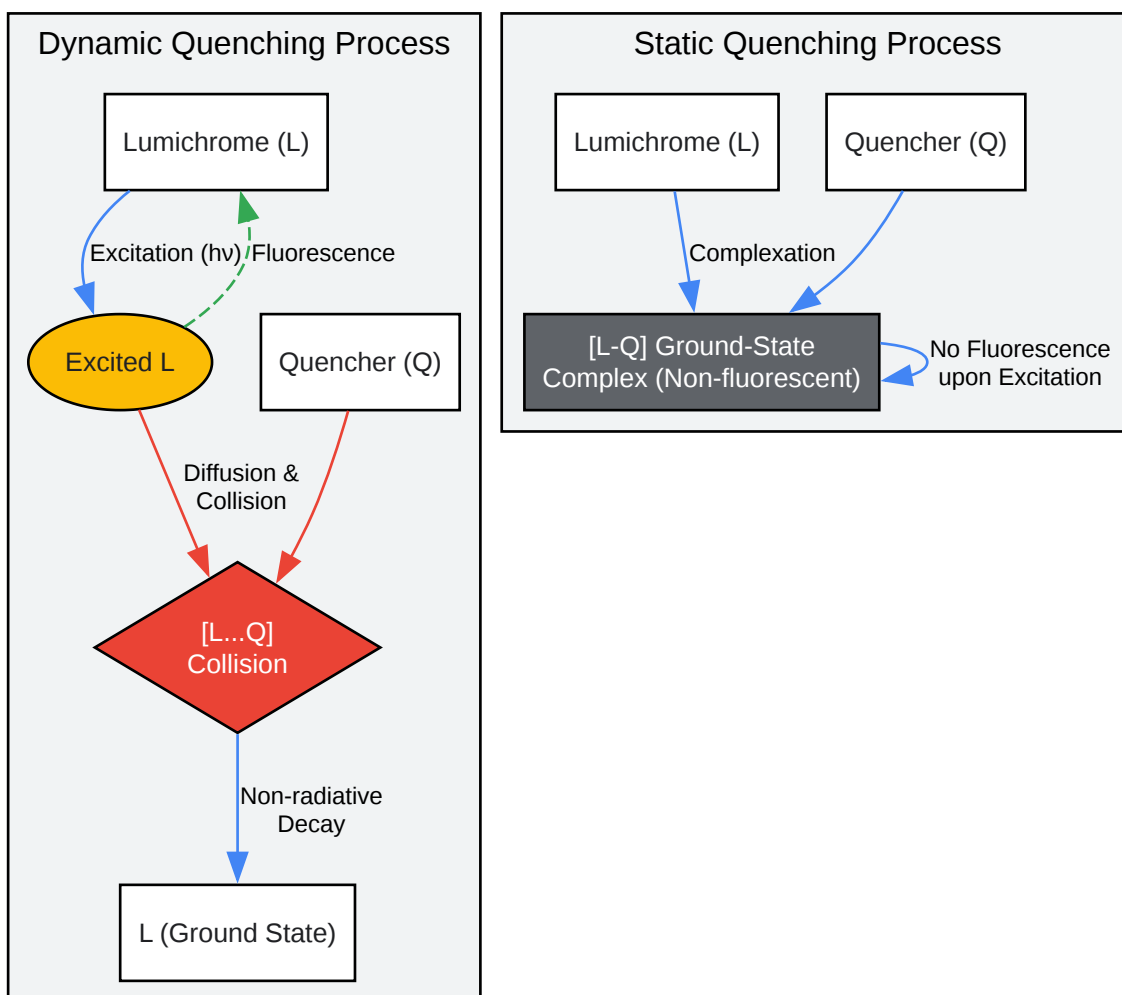 Dynamic Quenching Process
Lumichrome (L)
Excitation (hν)
Fluorescence
Excited L
Quencher (Q)
Diffusion &
Collision
[L...Q]
Collision
Non-radiative
Decay
L (Ground State)
Static Quenching Process
Lumichrome (L)
Quencher (Q)
Complexation
[L-Q] Ground-State
Complex (Non-fluorescent)
No Fluorescence
upon Excitation